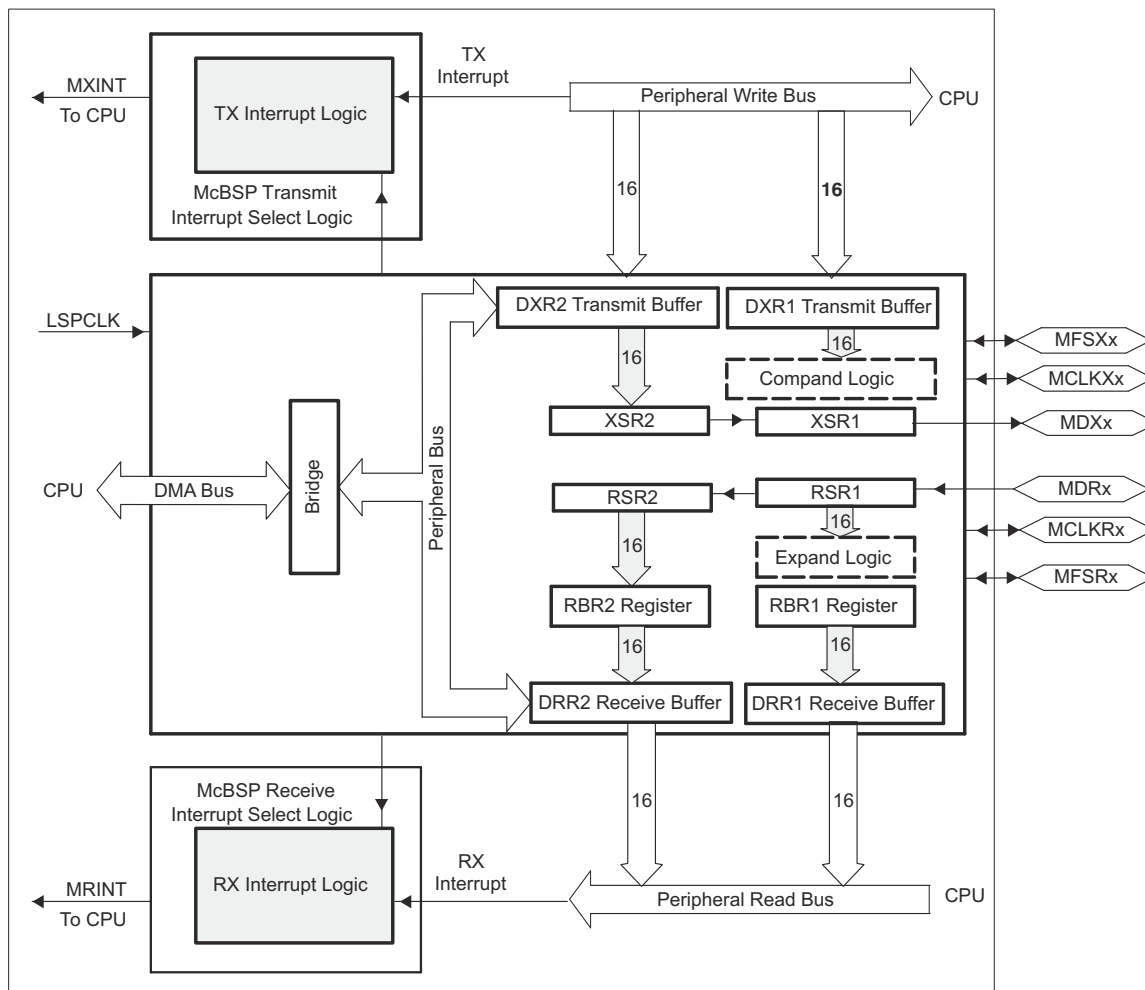 TX
Interrupt
MXINT
To CPU
TX Interrupt Logic
Peripheral Write Bus
CPU
McBSP Transmit
Interrupt Select Logic
16
16
LSPCLK
DXR2 Transmit Buffer
DXR1 Transmit Buffer
16
16
Compand Logic
XSR2
XSR1
MFSXx
MCLKXx
MDXx
CPU
DMA Bus
Bridge
Peripheral Bus
RSR2
RSR1
16
16
Expand Logic
RBR2 Register
RBR1 Register
16
16
DRR2 Receive Buffer
DRR1 Receive Buffer
MDRx
MCLKRx
MFSRx
16
16
McBSP Receive
Interrupt Select Logic
RX Interrupt Logic
RX
Interrupt
MRINT
To CPU
Peripheral Read Bus
CPU